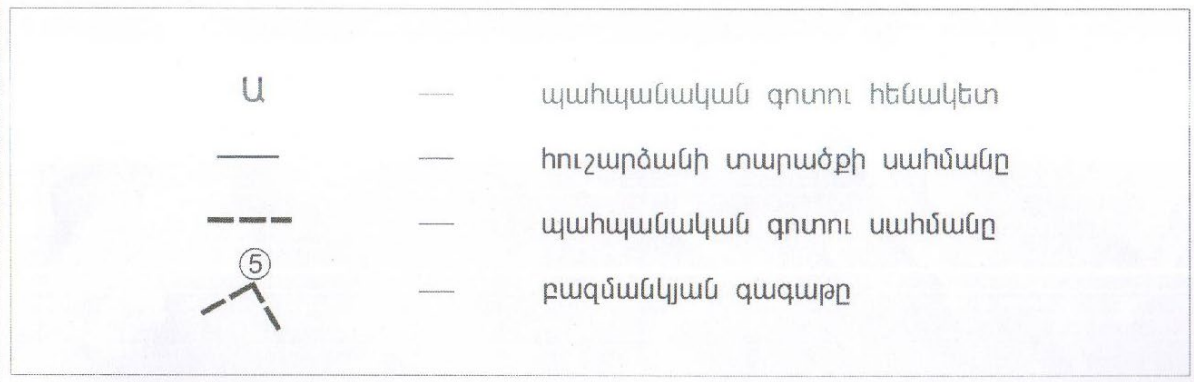 Ա — պահպանական գոտու հենակետ
— հուշարձանի տարածքի սահմանը
— պահպանական գոտու սահմանը
⑤ — բազմանկյան գագաթը